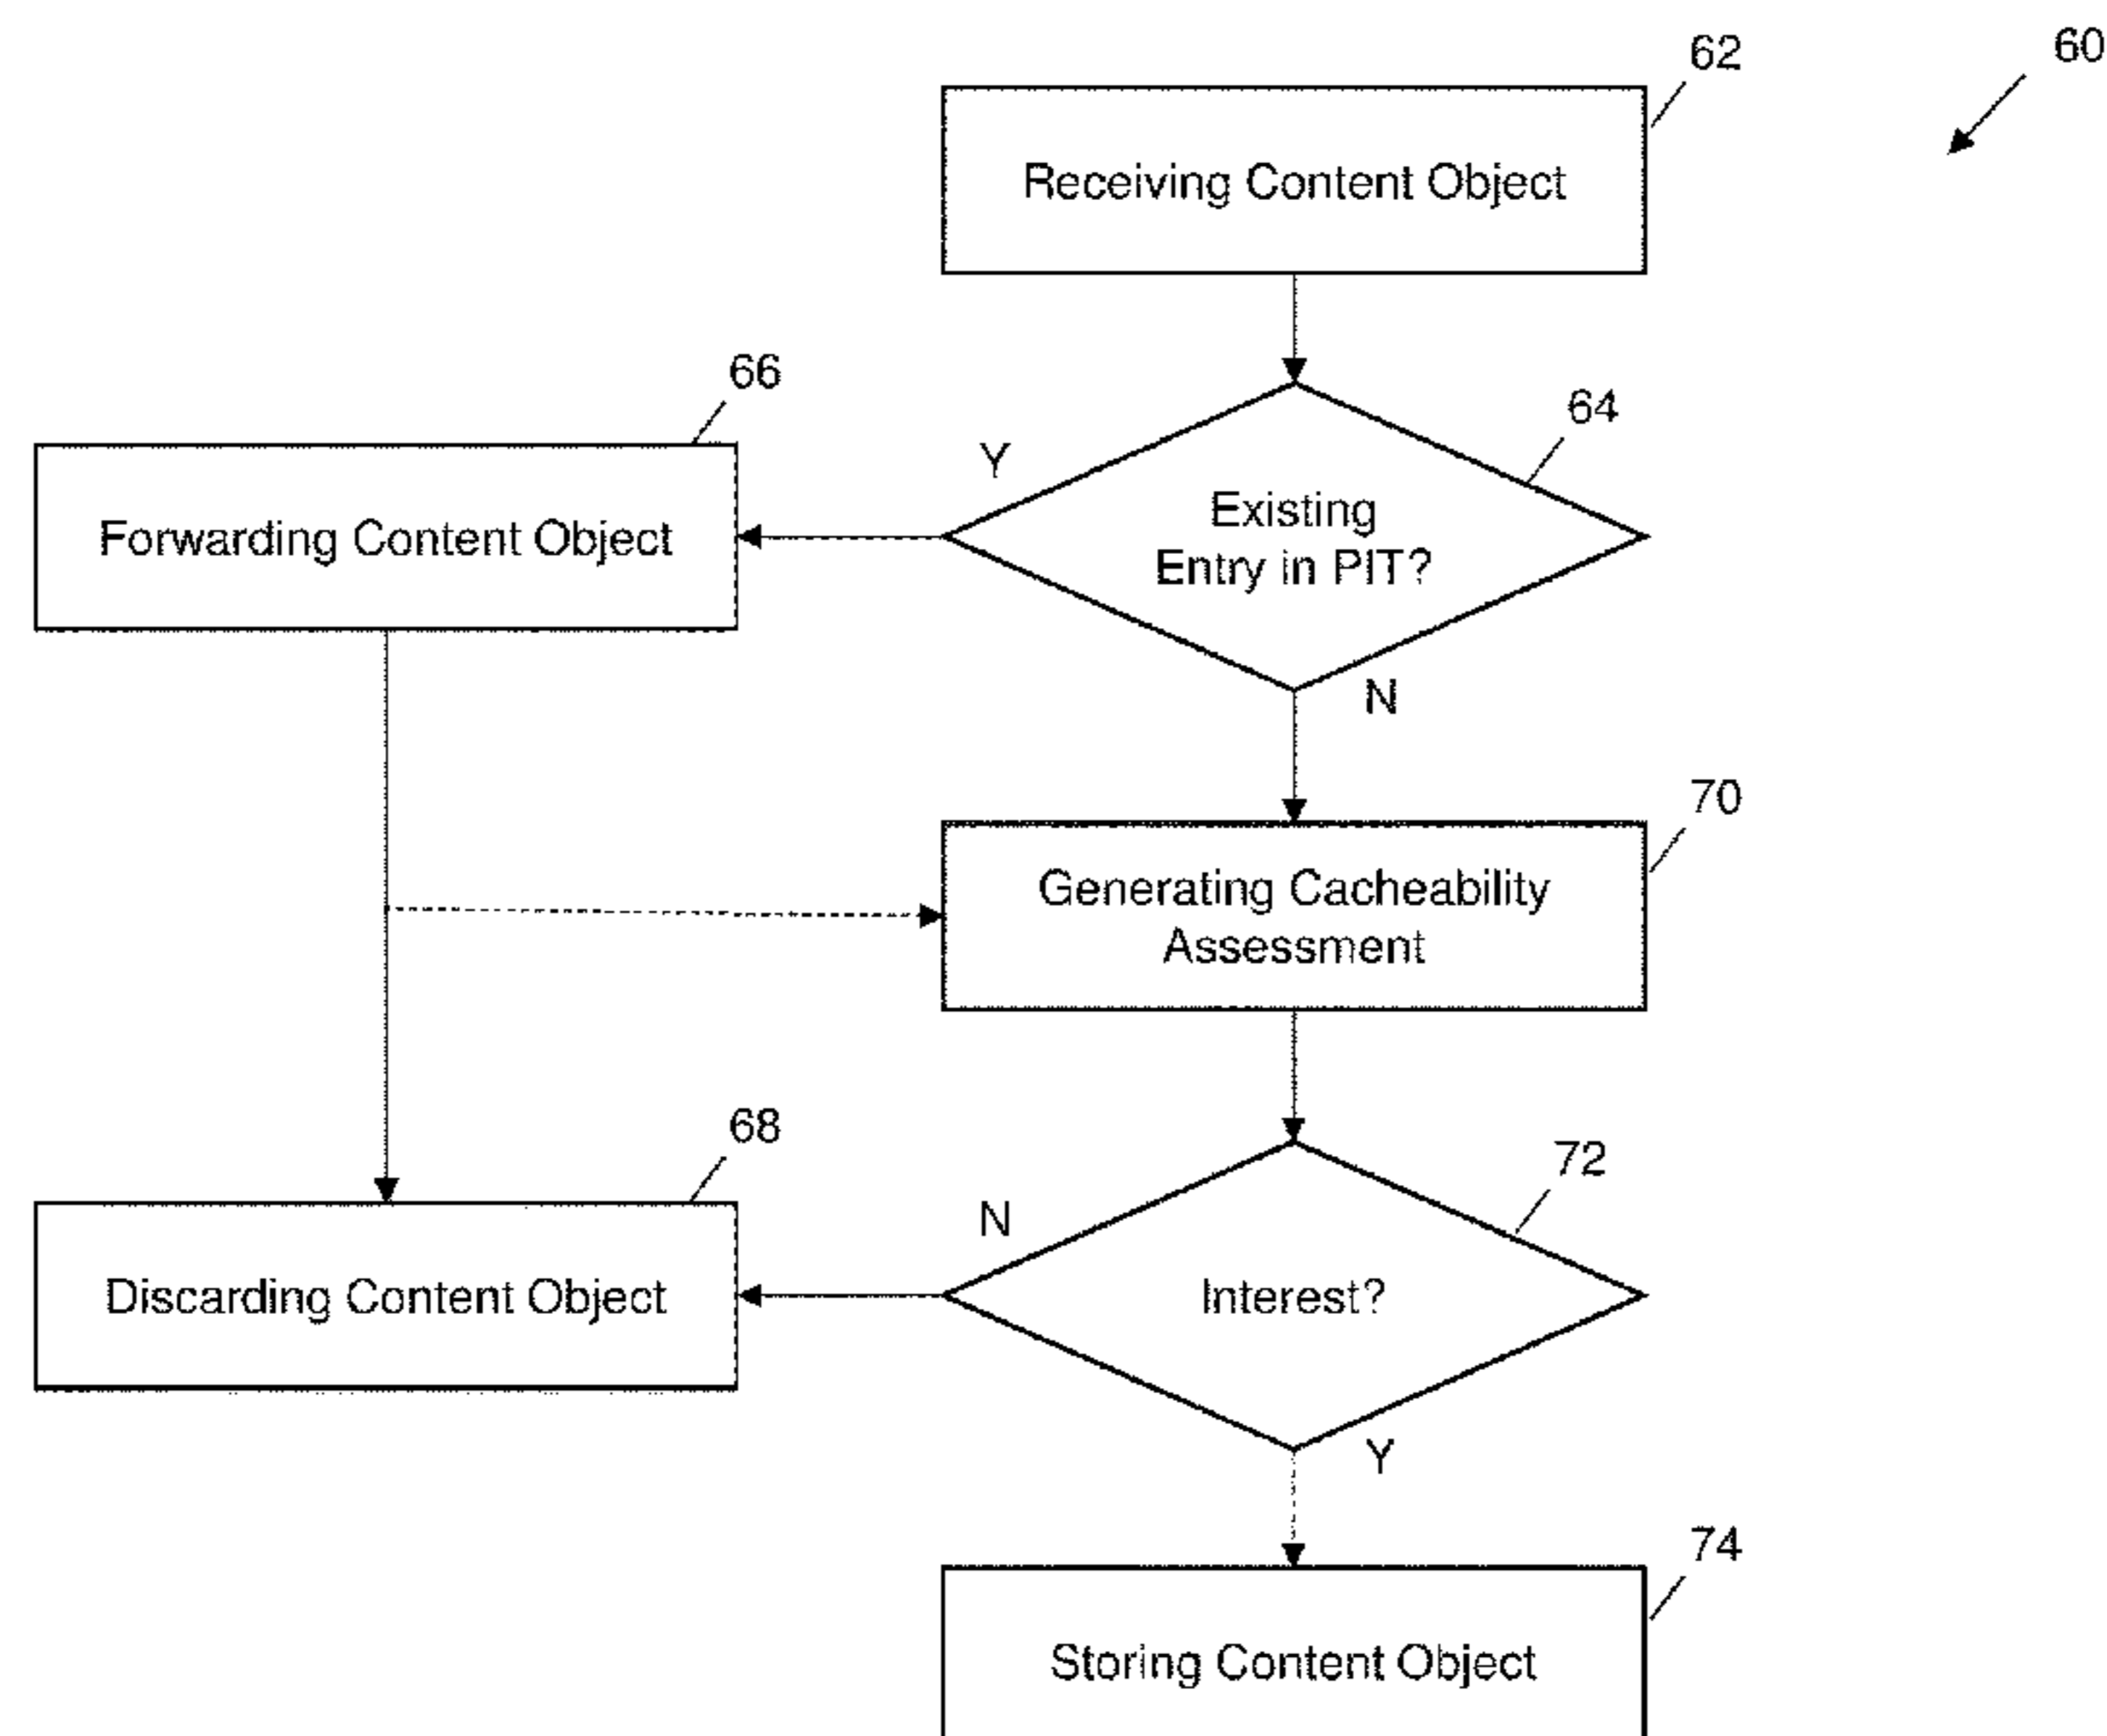 60
62
Receiving Content Object
66
64
Y
Existing
Entry in PIT?
Forwarding Content Object
N
70
Generating Cacheability
Assessment
68
72
N
Interest?
Discarding Content Object
Y
74
Storing Content Object